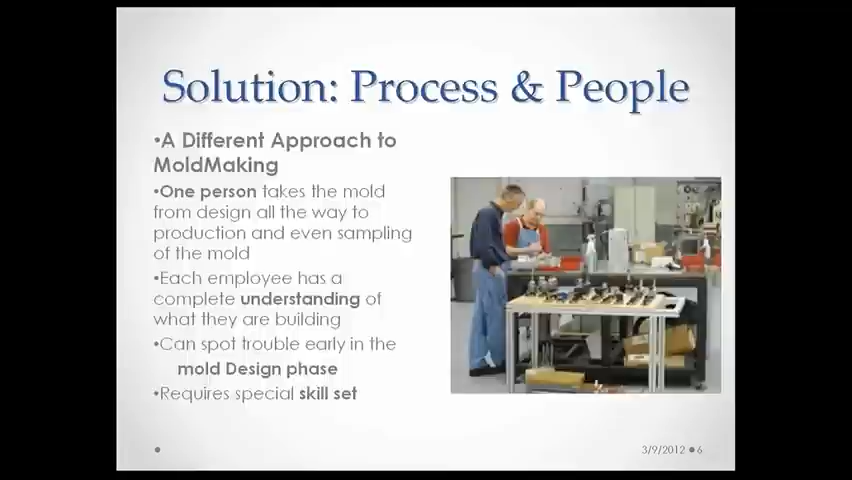 Solution: Process & People
•A Different Approach to
MoldMaking
•One person takes the mold
from design all the way to
production and even sampling
of the mold
•Each employee has a
complete understanding of
what they are building
•Can spot trouble early in the
mold Design phase
•Requires special skill set
3/9/2012 • 6